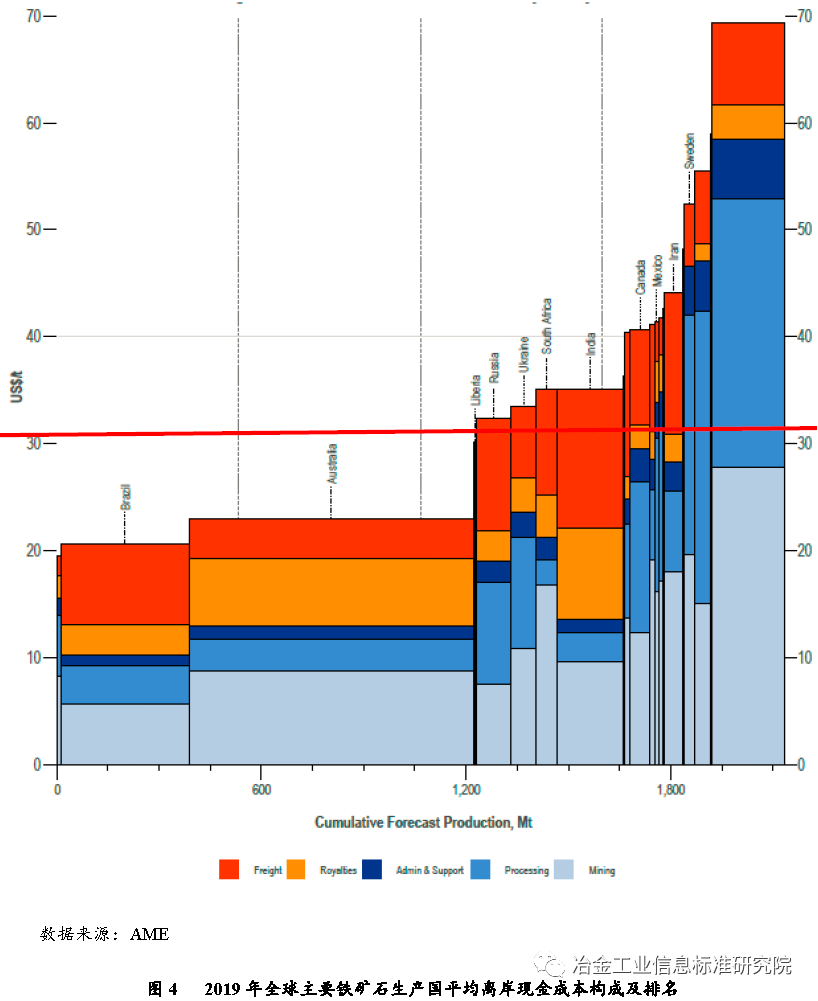 70 70
60 60
50 50
40 40
30 30
20 20
10 10
0 0
US$/t
Brazil
Australia
Liberia
Russia
Ukraine
South Africa
India
Canada
Mexico
Iran
Sweden
0 600 1,200 1,800
Cumulative Forecast Production, Mt
Freight Royalties Admin & Support Processing Mining
数据来源：AME
冶金工业信息标准研究院
图 4 2019 年全球主要铁矿石生产国平均离岸现金成本构成及排名